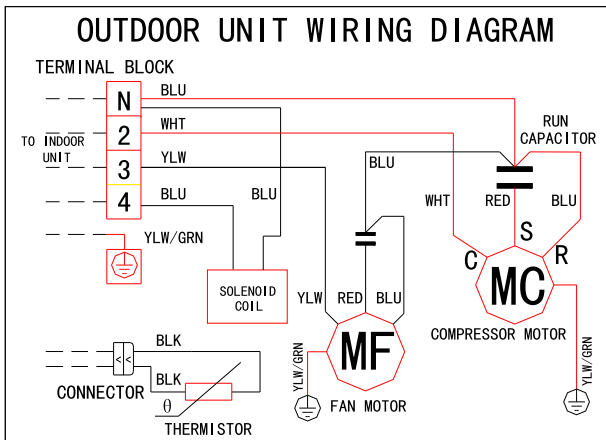 OUTDOOR UNIT WIRING DIAGRAM
TERMINAL BLOCK
N
BLU
2
WHT
TO INDOOR
UNIT
3
YLW
4
BLU
BLU
YLW/GRN
SOLENOID
COIL
BLU
RUN
CAPACITOR
WHT
RED
BLU
C
S
R
MC
COMPRESSOR MOTOR
YLW
RED
BLU
MF
FAN MOTOR
YLW/GRN
YLW/GRN
BLK
<<
CONNECTOR
BLK
θ
THERMISTOR